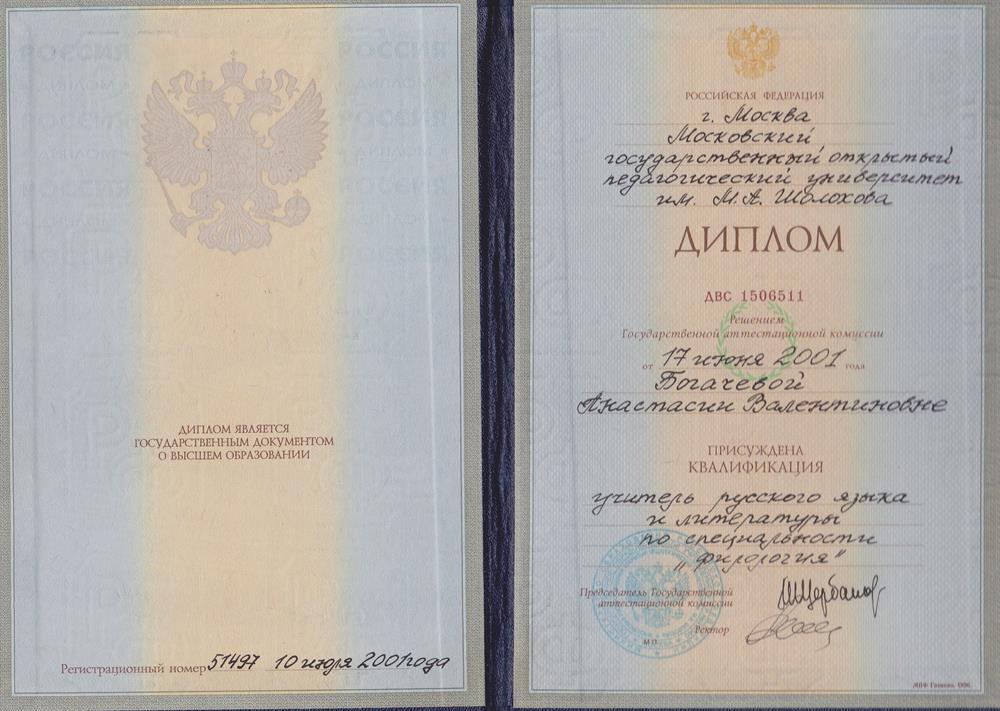 ДИПЛОМ ЯВЛЯЕТСЯ
ГОСУДАРСТВЕННЫМ ДОКУМЕНТОМ
О ВЫСШЕМ ОБРАЗОВАНИИ
Регистрационный номер 51497 10 июля 2001 года
РОССИЙСКАЯ ФЕДЕРАЦИЯ
г. Москва
Московский
государственный открытый
педагогический университет
им. М.А. Шолохова
ДИПЛОМ
ДВС 1506511
Решением
Государственной аттестационной комиссии
от 17 июня 2001 года
Богачевой
Анастасии Валентиновне
ПРИСУЖДЕНА
КВАЛИФИКАЦИЯ
учитель русского языка
и литературы
по специальности
„филология"
Председатель Государственной
аттестационной комиссии
Ректор
М П